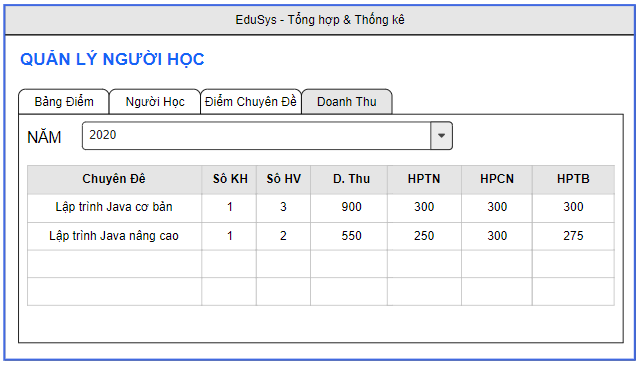 EduSys - Tổng hợp & Thống kê
QUẢN LÝ NGƯỜI HỌC
Bảng Điểm Người Học Điểm Chuyên Đề Doanh Thu
NĂM 2020
Chuyên Đề Số KH Số HV D. Thu HPTN HPCN HPTB
Lập trình Java cơ bản 1 3 900 300 300 300
Lập trình Java nâng cao 1 2 550 250 300 275